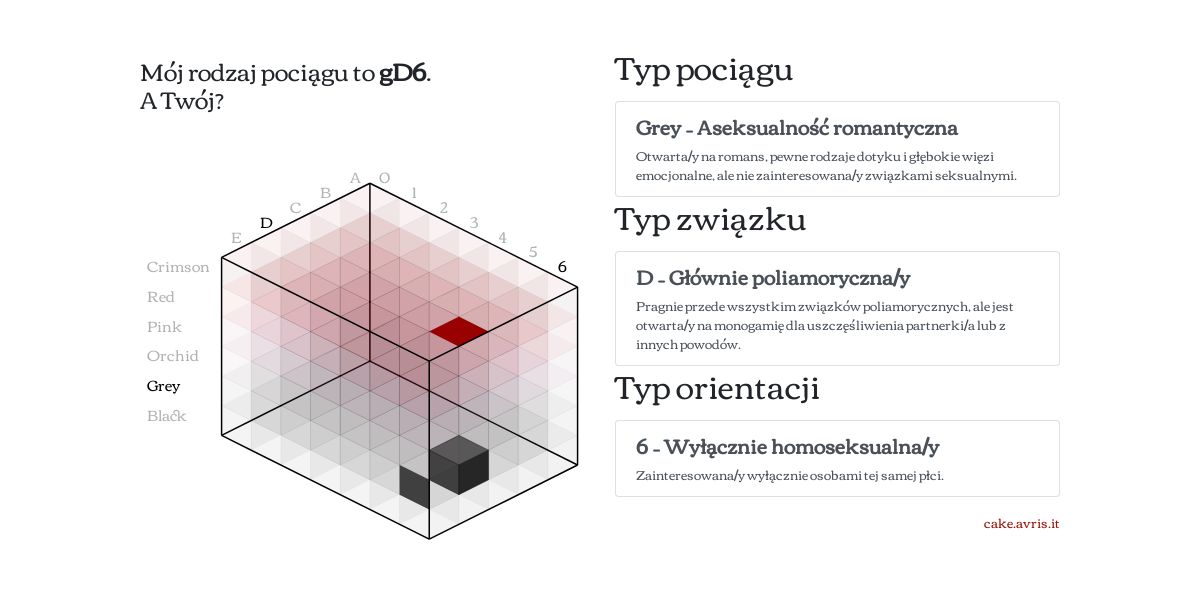 Mój rodzaj pociągu to gD6.
A Twój?
A
O
B
1
C
2
D
3
E
4
5
6
Crimson
Red
Pink
Orchid
Grey
Black
Typ pociągu
Grey – Aseksualność romantyczna
Otwarta/y na romans, pewne rodzaje dotyku i głębokie więzi
emocjonalne, ale nie zainteresowana/y związkami seksualnymi.
Typ związku
D – Głównie poliamoryczna/y
Pragnie przede wszystkim związków poliamorycznych, ale jest
otwarta/y na monogamię dla uszczęśliwienia partnerki/a lub z
innych powodów.
Typ orientacji
6 – Wyłącznie homoseksualna/y
Zainteresowana/y wyłącznie osobami tej samej płci.
cake.avris.it